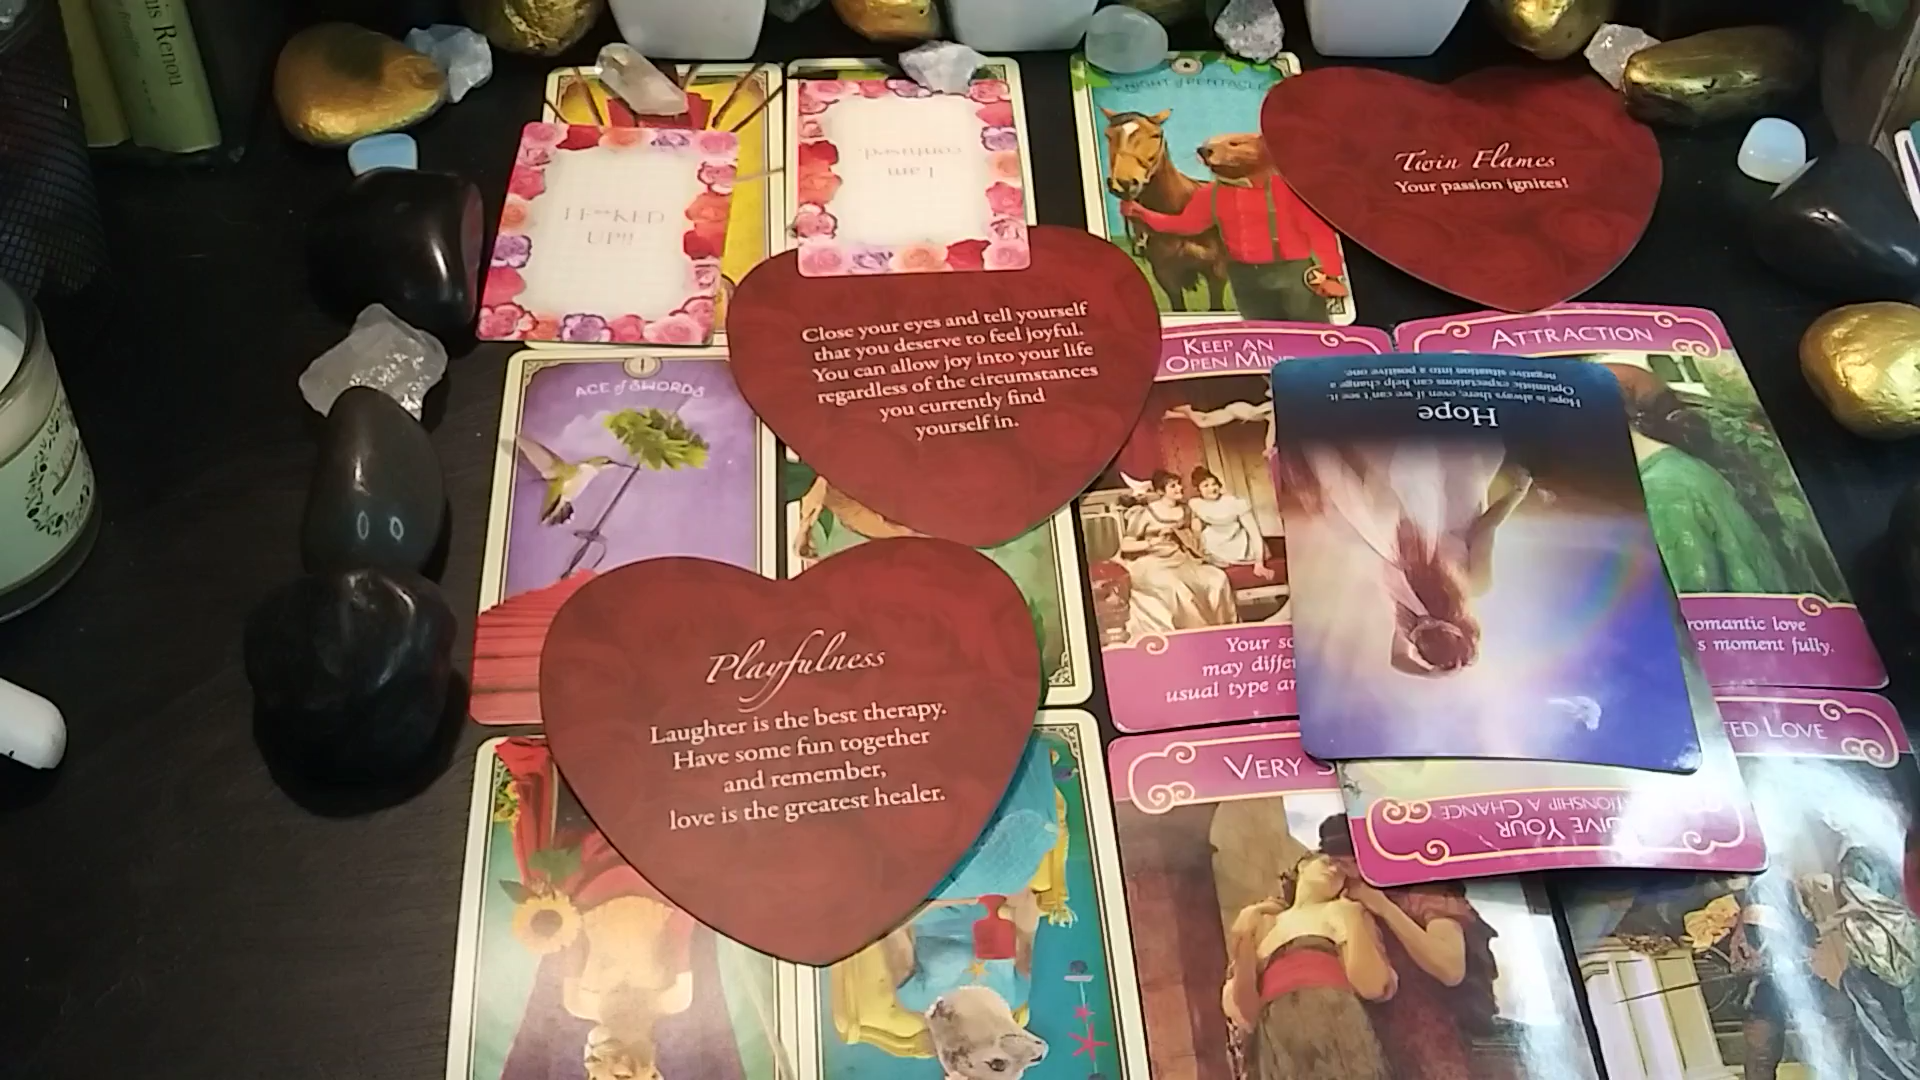 I F**KED
UP!!
I am
confused.
KNIGHT of PENTACLES
Twin Flames
Your passion ignites!
Close your eyes and tell yourself
that you deserve to feel joyful.
You can allow joy into your life
regardless of the circumstances
you currently find
yourself in.
KEEP AN
OPEN MIND
ATTRACTION
ACE of SWORDS
Hope
Hope is always there, even if we can't see it.
Optimistic expectations can help change a
negative situation into a positive one.
Your
may
usual type
romantic love
moment fully.
Playfulness
Laughter is the best therapy.
Have some fun together
and remember,
love is the greatest healer.
VERY
LOVE
GIVE YOUR
A CHANCE